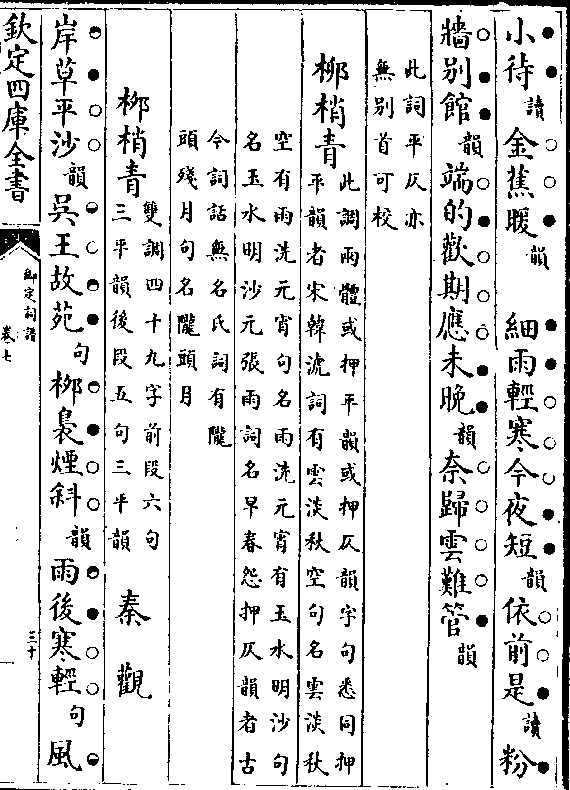 小待讀金蕉暖韻　細雨輕寒今夜短韻依前是讀粉
牆别館韻端的歡期應未晚韻奈歸雲難管韻
此詞平仄亦
無别首可校
柳梢青
此調兩體或押平韻或押仄韻字句悉同押
平韻者宋韓淲詞有雲淡秋空句名雲淡秋
空有雨洗元宵句名雨洗元宵有玉水明沙句
名玉水明沙元張雨詞名早春怨押仄韻者古
今詞話無名氏詞有隴
頭殘月句名隴頭月
柳梢青
雙調四十九字前段六句
三平韻後段五句三平韻
秦觀
岸草平沙韻吳王故苑句柳裊煙斜韻雨後寒輕句風
欽定四庫全書
御定詞譜
卷七
三十